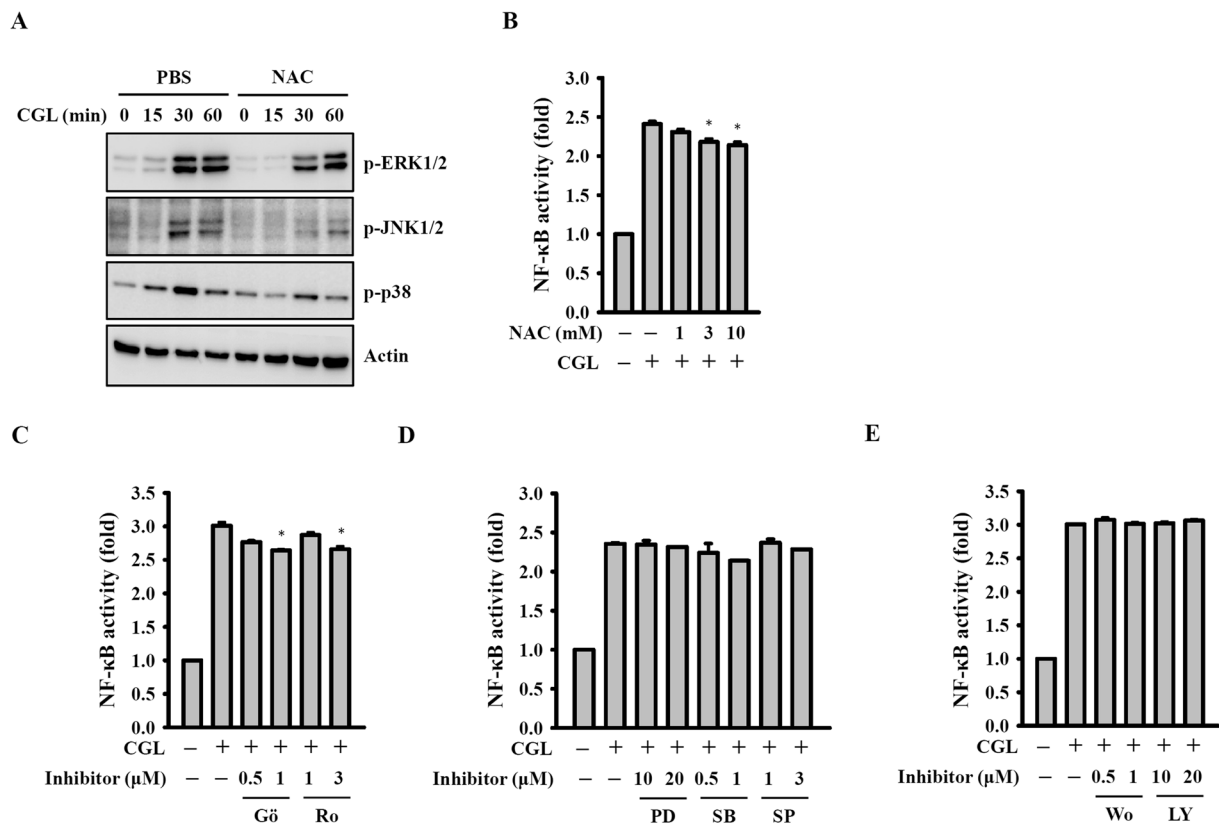 A
PBS NAC
CGL (min) 0 15 30 60 0 15 30 60
p-ERK1/2
p-JNK1/2
p-p38
Actin
B
NF-κB activity (fold)
3.0
2.5
2.0
1.5
1.0
0.5
0.0
* *
NAC (mM) – – 1 3 10
CGL – + + + +
C
NF-κB activity (fold)
3.5
3.0
2.5
2.0
1.5
1.0
0.5
0.0
* *
CGL – + + + + +
Inhibitor (μM) – – 0.5 1 1 3
Gö Ro
D
NF-κB activity (fold)
3.0
2.5
2.0
1.5
1.0
0.5
0.0
CGL – + + + + + + +
Inhibitor (μM) – – 10 20 0.5 1 1 3
PD SB SP
E
NF-κB activity (fold)
3.5
3.0
2.5
2.0
1.5
1.0
0.5
0.0
CGL – + + + + +
Inhibitor (μM) – – 0.5 1 10 20
Wo LY